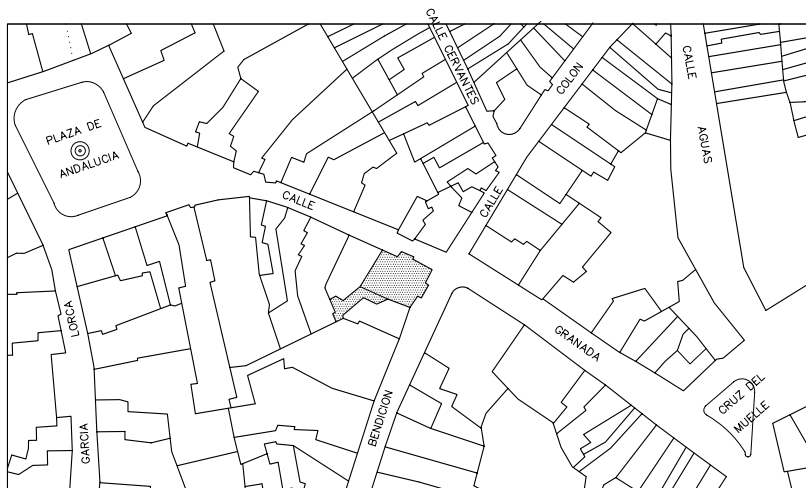 CALLE CERVANTES
COLON
CALLE
AGUAS
PLAZA DE
ANDALUCIA
CALLE
CALLE
LORCA
GRANADA
CRUZ DEL
MUELLE
BENDICION
GARCIA